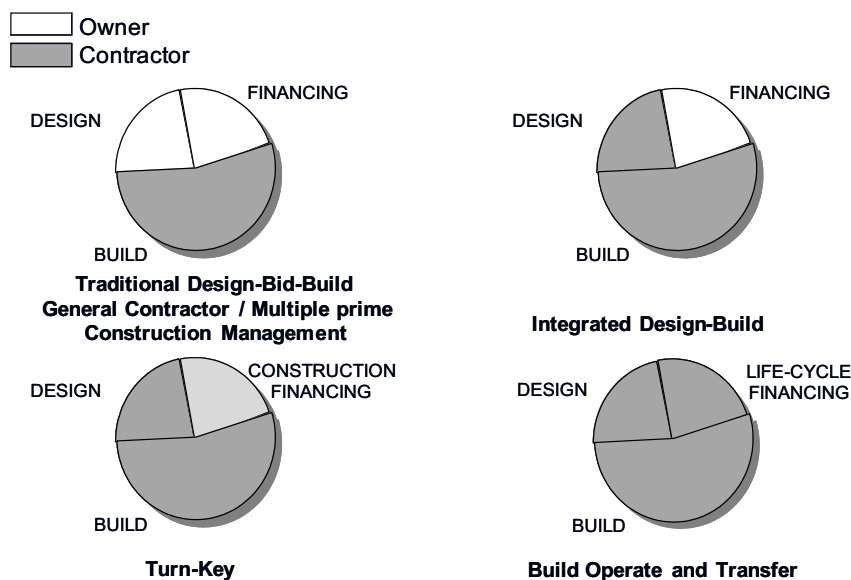 Owner
Contractor
FINANCING
DESIGN
BUILD
Traditional Design-Bid-Build
General Contractor / Multiple prime
Construction Management
FINANCING
DESIGN
BUILD
Integrated Design-Build
CONSTRUCTION
FINANCING
DESIGN
BUILD
Turn-Key
LIFE-CYCLE
FINANCING
DESIGN
BUILD
Build Operate and Transfer